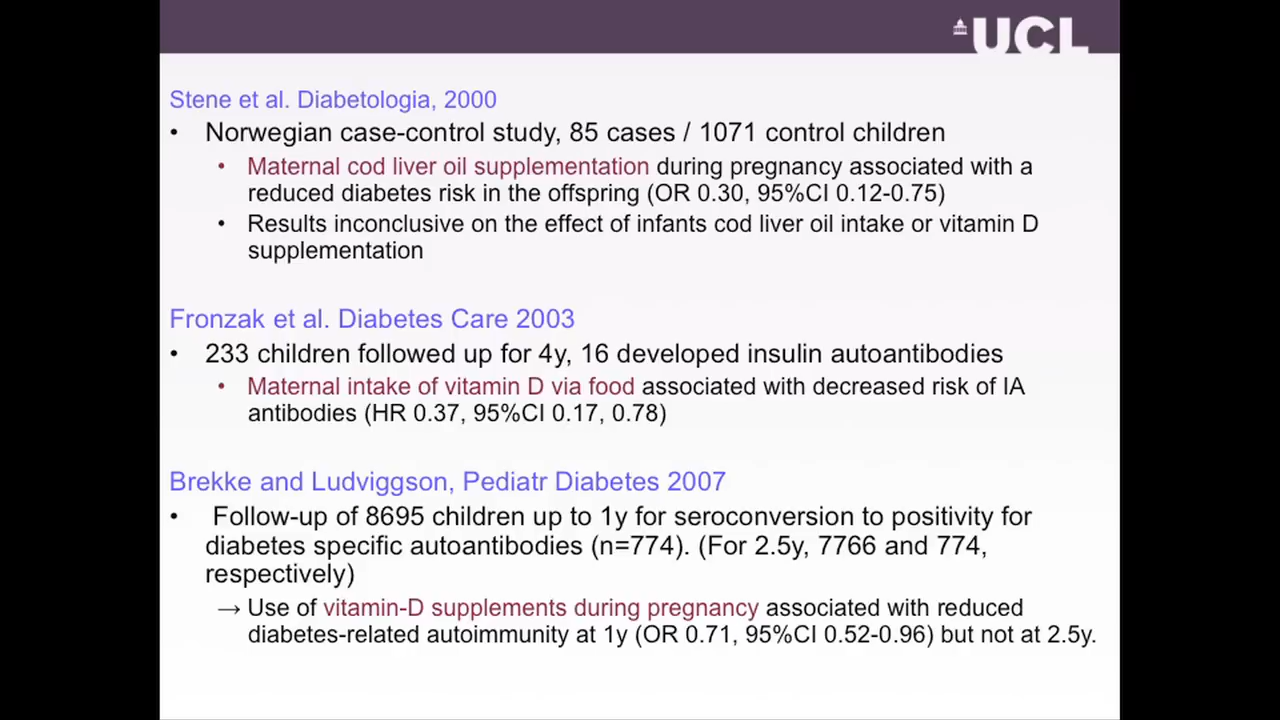 UCL
Stene et al. Diabetologia, 2000
• Norwegian case-control study, 85 cases / 1071 control children
• Maternal cod liver oil supplementation during pregnancy associated with a
reduced diabetes risk in the offspring (OR 0.30, 95%CI 0.12-0.75)
• Results inconclusive on the effect of infants cod liver oil intake or vitamin D
supplementation
Fronzak et al. Diabetes Care 2003
• 233 children followed up for 4y, 16 developed insulin autoantibodies
• Maternal intake of vitamin D via food associated with decreased risk of IA
antibodies (HR 0.37, 95%CI 0.17, 0.78)
Brekke and Ludviggson, Pediatr Diabetes 2007
• Follow-up of 8695 children up to 1y for seroconversion to positivity for
diabetes specific autoantibodies (n=774). (For 2.5y, 7766 and 774,
respectively)
→ Use of vitamin-D supplements during pregnancy associated with reduced
diabetes-related autoimmunity at 1y (OR 0.71, 95%CI 0.52-0.96) but not at 2.5y.